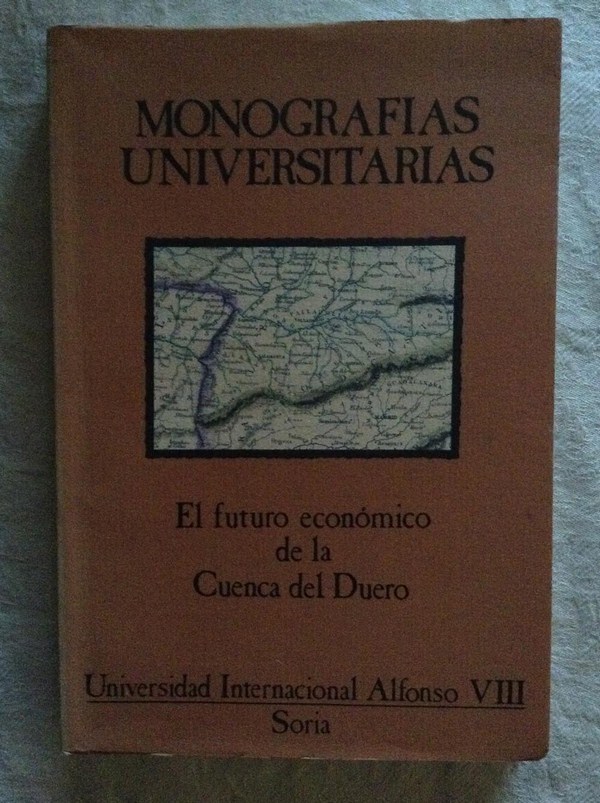 MONOGRAFIAS
UNIVERSITARIAS
El futuro económico
de la
Cuenca del Duero
Universidad Internacional Alfonso VIII
Soria